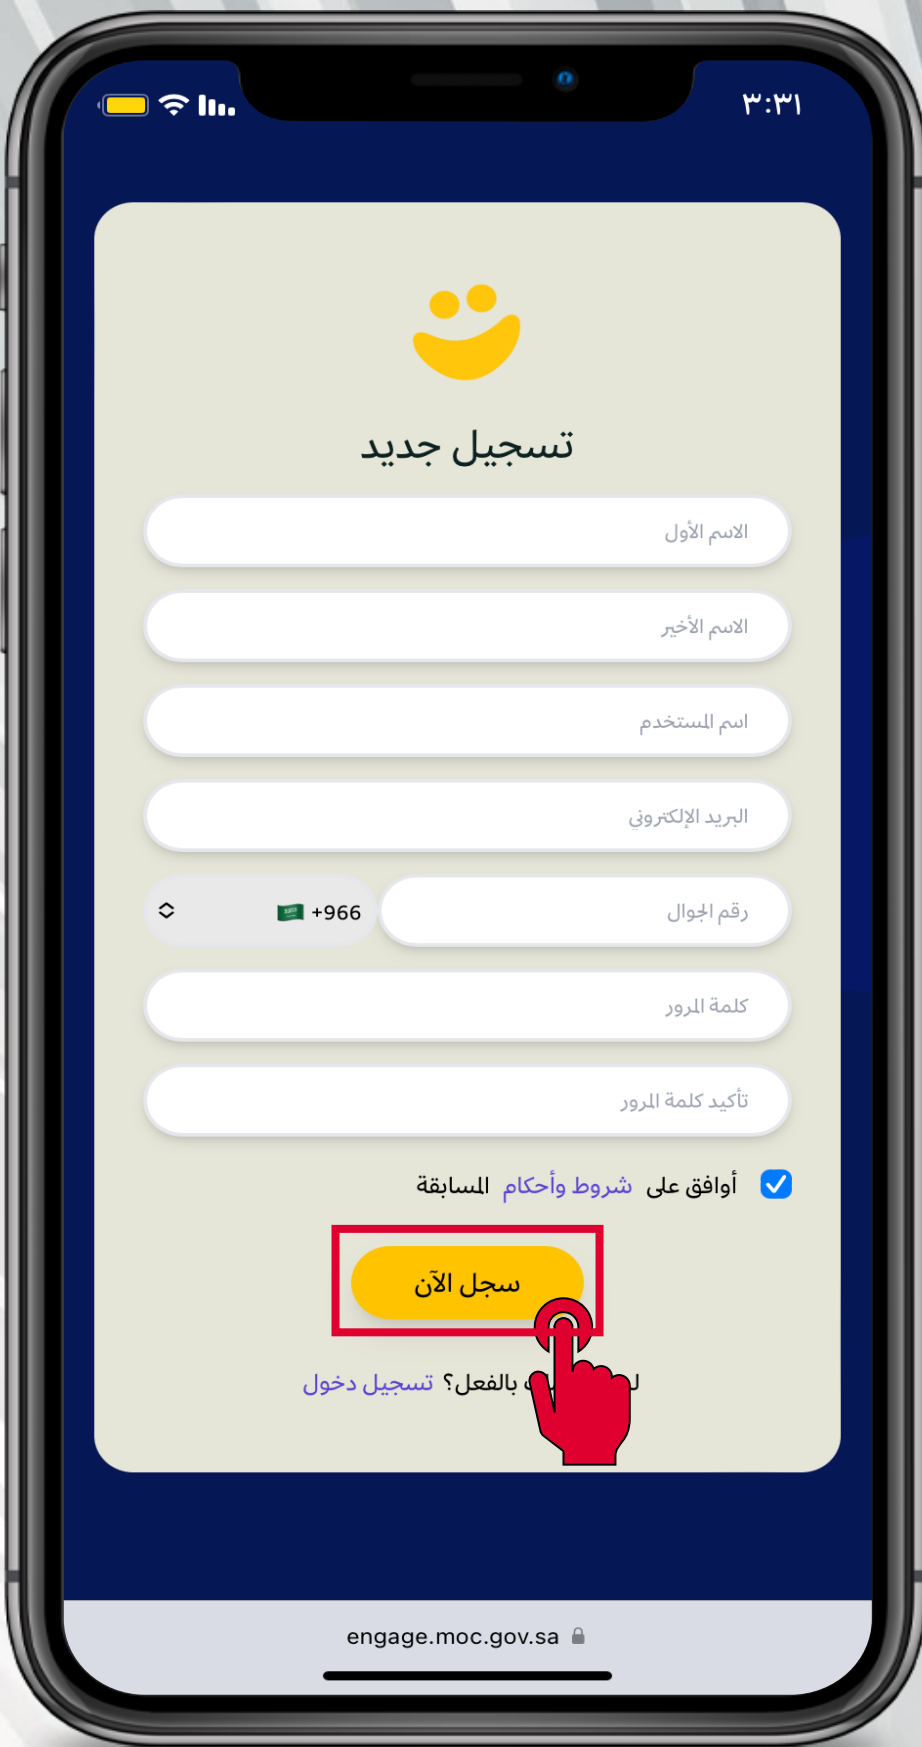 ٣:٣١
تسجيل جديد
الاسم الأول
الاسم الأخير
اسم المستخدم
البريد الإلكتروني
رقم الجوال +966
كلمة المرور
تأكيد كلمة المرور
أوافق على شروط وأحكام المسابقة
سجل الآن
بالفعل؟ تسجيل دخول
engage.moc.gov.sa